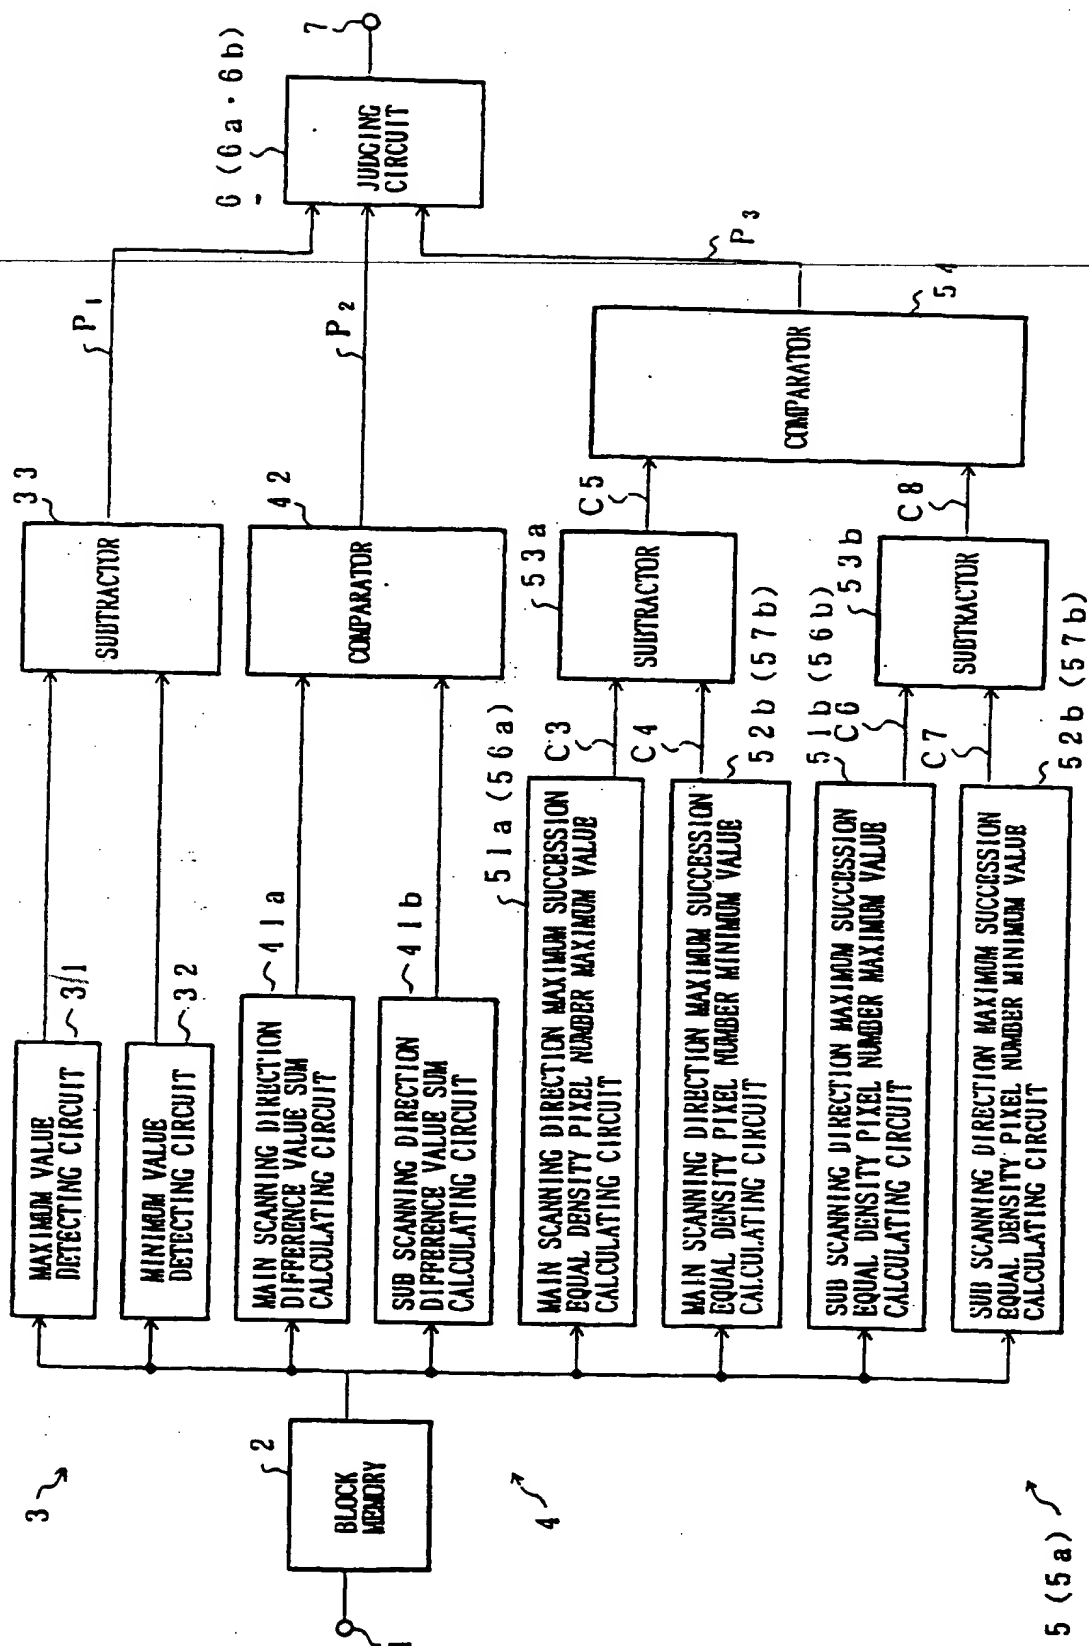 1
BLOCK
MEMORY
2
3
4
5 (5a)
MAXIMUM VALUE
DETECTING CIRCUIT
3/1
MINIMUM VALUE
DETECTING CIRCUIT
32
MAIN SCANNING DIRECTION
DIFFERENCE VALUE SUM
CALCULATING CIRCUIT
41a
SUB SCANNING DIRECTION
DIFFERENCE VALUE SUM
CALCULATING CIRCUIT
41b
MAIN SCANNING DIRECTION MAXIMUM SUCCESSION
EQUAL DENSITY PIXEL NUMBER MAXIMUM VALUE
CALCULATING CIRCUIT
51a (56a)
MAIN SCANNING DIRECTION MAXIMUM SUCCESSION
EQUAL DENSITY PIXEL NUMBER MINIMUM VALUE
CALCULATING CIRCUIT
52b (57b)
SUB SCANNING DIRECTION MAXIMUM SUCCESSION
EQUAL DENSITY PIXEL NUMBER MAXIMUM VALUE
CALCULATING CIRCUIT
51b (56b)
SUB SCANNING DIRECTION MAXIMUM SUCCESSION
EQUAL DENSITY PIXEL NUMBER MINIMUM VALUE
CALCULATING CIRCUIT
52b (57b)
C3
C4
C6
C7
SUBTRACTOR
33
COMPARATOR
42
SUBTRACTOR
53a
SUBTRACTOR
53b
C5
C8
COMPARATOR
54
P1
P2
P3
JUDGING
CIRCUIT
6 (6a・6b)
7